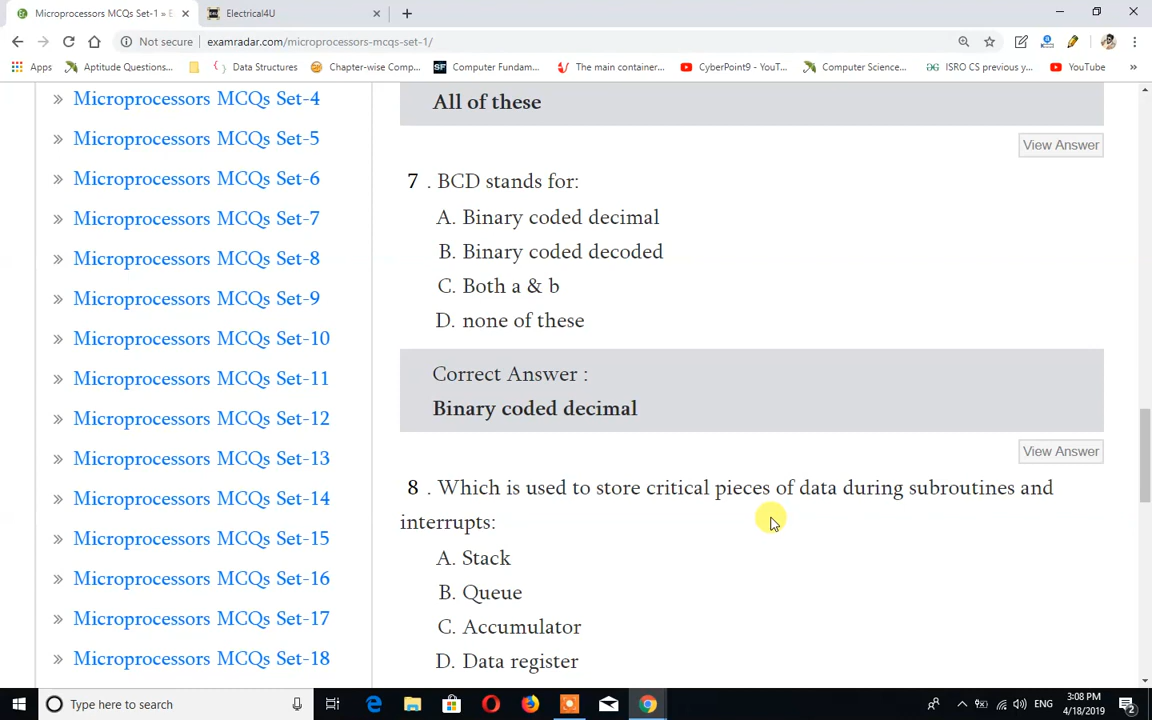 Microprocessors MCQs Set-1 » E
Electrical4U
Not secure | examradar.com/microprocessors-mcqs-set-1/
Apps
Aptitude Questions...
Data Structures
Chapter-wise Comp...
Computer Fundam...
The main container...
CyberPoint9 - YouT...
Computer Science...
ISRO CS previous y...
YouTube
»
» Microprocessors MCQs Set-4
» Microprocessors MCQs Set-5
» Microprocessors MCQs Set-6
» Microprocessors MCQs Set-7
» Microprocessors MCQs Set-8
» Microprocessors MCQs Set-9
» Microprocessors MCQs Set-10
» Microprocessors MCQs Set-11
» Microprocessors MCQs Set-12
» Microprocessors MCQs Set-13
» Microprocessors MCQs Set-14
» Microprocessors MCQs Set-15
» Microprocessors MCQs Set-16
» Microprocessors MCQs Set-17
» Microprocessors MCQs Set-18
All of these
View Answer
7 . BCD stands for:
A. Binary coded decimal
B. Binary coded decoded
C. Both a & b
D. none of these
Correct Answer :
Binary coded decimal
View Answer
8 . Which is used to store critical pieces of data during subroutines and
interrupts:
A. Stack
B. Queue
C. Accumulator
D. Data register
Type here to search
ENG
3:08 PM
4/18/2019
2